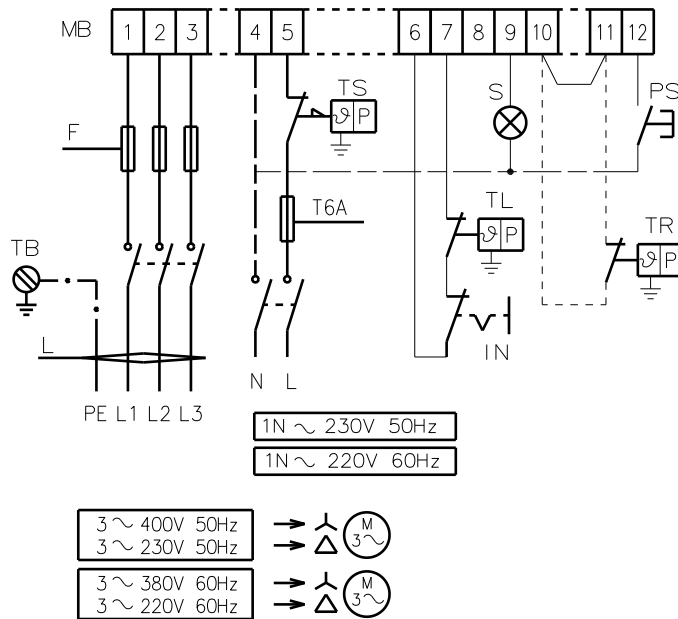 MB 1 2 3 4 5 6 7 8 9 10 11 12
TS
S
PS
F
ϑ P
T6A
TL
TR
ϑ P
ϑ P
TB
L
IN
N L
PE L1 L2 L3
1N ~ 230V 50Hz
1N ~ 220V 60Hz
3 ~ 400V 50Hz
3 ~ 230V 50Hz
M
3~
3 ~ 380V 60Hz
3 ~ 220V 60Hz
M
3~